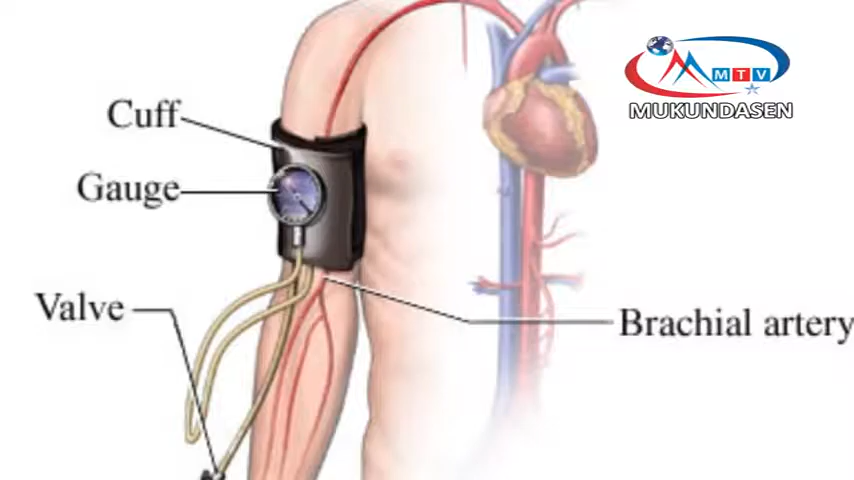 MTV
MUKUNDASEN
Cuff
Gauge
Valve
Brachial artery